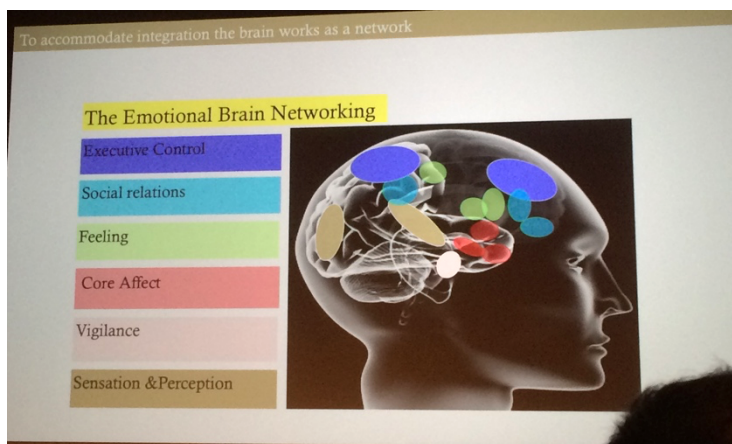 To accommodate integration the brain works as a network
The Emotional Brain Networking
Executive Control
Social relations
Feeling
Core Affect
Vigilance
Sensation &Perception